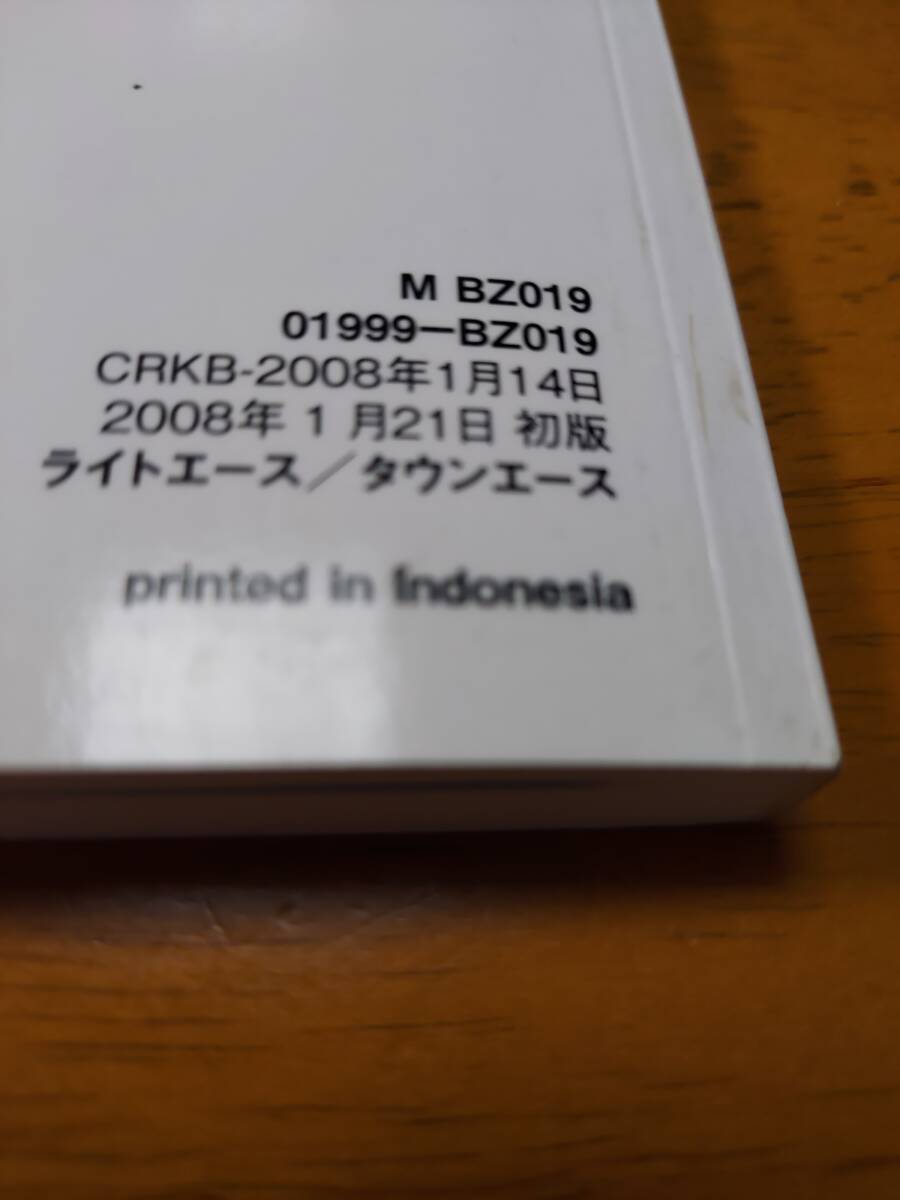 M BZ019
01999−BZ019
CRKB-2008年1月14日
2008年 1 月21日 初版
ライトエース／タウンエース
printed in Indonesia